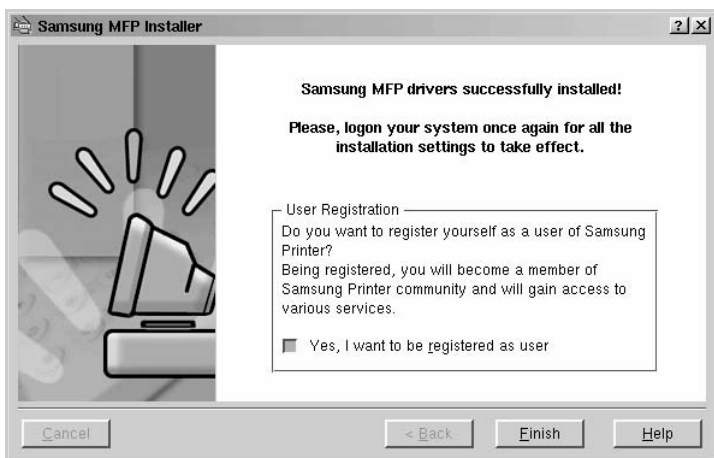 Samsung MFP Installer
Samsung MFP drivers successfully installed!
Please, logon your system once again for all the
installation settings to take effect.
User Registration
Do you want to register yourself as a user of Samsung
Printer?
Being registered, you will become a member of
Samsung Printer community and will gain access to
various services.
Yes, I want to be registered as user
Cancel
< Back
Finish
Help